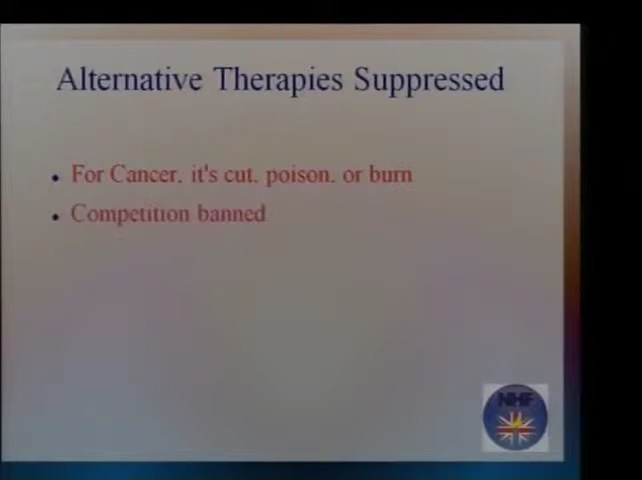 Alternative Therapies Suppressed
For Cancer, it's cut, poison, or burn
Competition banned
NHF